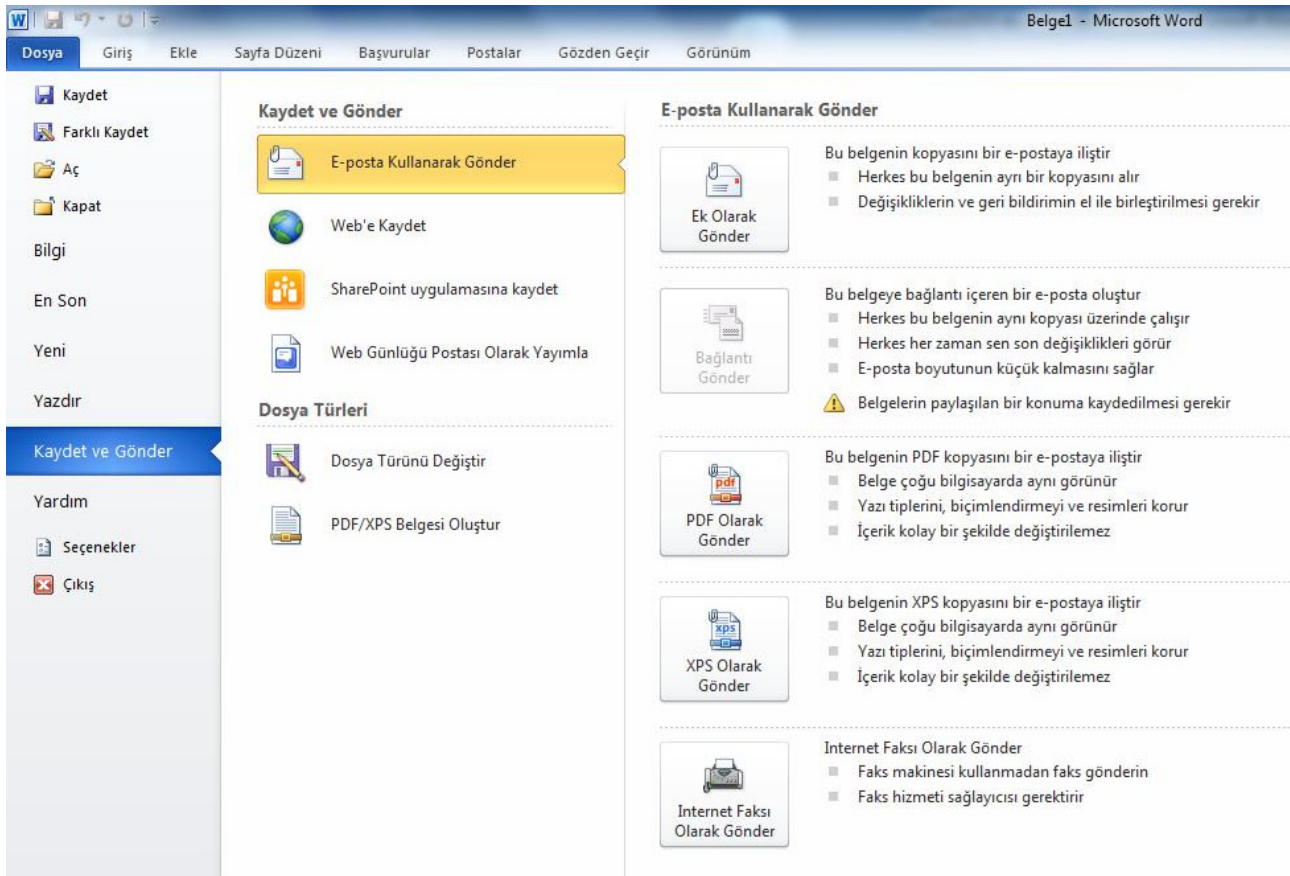 Belge1 - Microsoft Word
Dosya Giriş Ekle Sayfa Düzeni Başvurular Postalar Gözden Geçir Görünüm
Kaydet
Farklı Kaydet
Aç
Kapat
Bilgi
En Son
Yeni
Yazdır
Kaydet ve Gönder
Yardım
Seçenekler
Çıkış
Kaydet ve Gönder
E-posta Kullanarak Gönder
Web'e Kaydet
SharePoint uygulamasına kaydet
Web Günlüğü Postası Olarak Yayımla
Dosya Türleri
Dosya Türünü Değiştir
PDF/XPS Belgesi Oluştur
E-posta Kullanarak Gönder
Ek Olarak
Gönder
Bu belgenin kopyasını bir e-postaya iliştir
Herkes bu belgenin ayrı bir kopyasını alır
Değişikliklerin ve geri bildirimin el ile birleştirilmesi gerekir
Bağlantı
Gönder
Bu belgeye bağlantı içeren bir e-posta oluştur
Herkes bu belgenin aynı kopyası üzerinde çalışır
Herkes her zaman sen son değişiklikleri görür
E-posta boyutunun küçük kalmasını sağlar
Belgelerin paylaşılan bir konuma kaydedilmesi gerekir
pdf
PDF Olarak
Gönder
Bu belgenin PDF kopyasını bir e-postaya iliştir
Belge çoğu bilgisayarda aynı görünür
Yazı tiplerini, biçimlendirmeyi ve resimleri korur
İçerik kolay bir şekilde değiştirilemez
xps
XPS Olarak
Gönder
Bu belgenin XPS kopyasını bir e-postaya iliştir
Belge çoğu bilgisayarda aynı görünür
Yazı tiplerini, biçimlendirmeyi ve resimleri korur
İçerik kolay bir şekilde değiştirilemez
Internet Faksı
Olarak Gönder
Internet Faksı Olarak Gönder
Faks makinesi kullanmadan faks gönderin
Faks hizmeti sağlayıcısı gerektirir